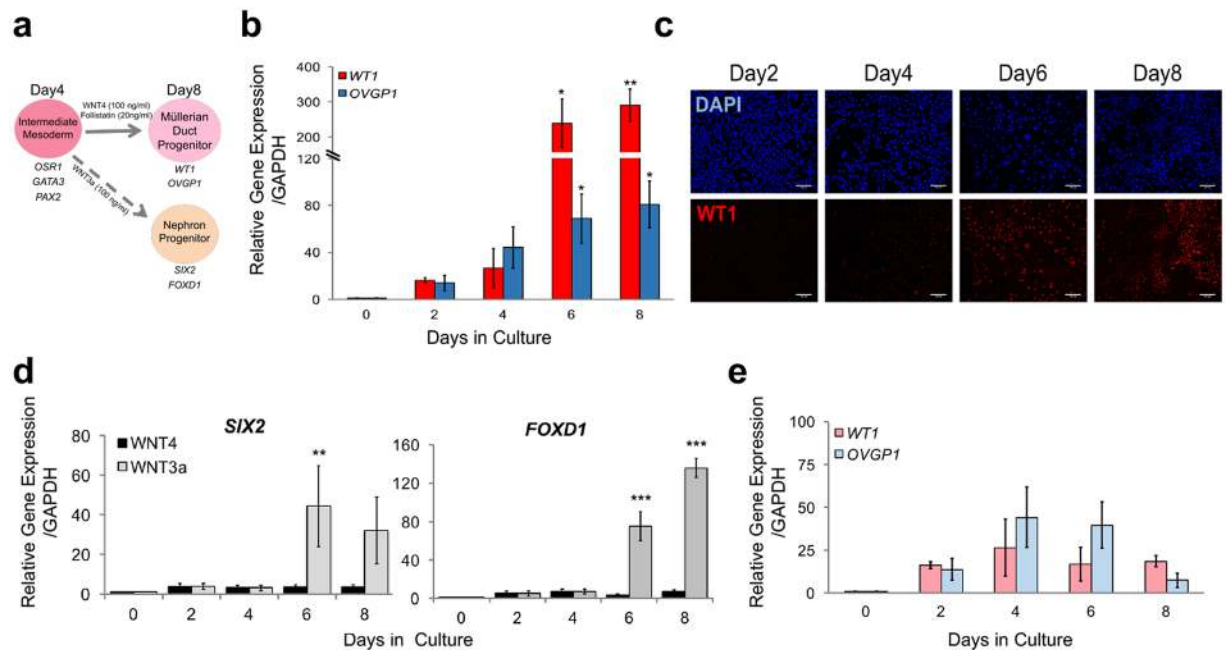 a
Day4
Day8
Intermediate
Mesoderm
WNT4 (100 ng/ml)
Follistatin (20ng/ml)
Müllerian
Duct
Progenitor
OSR1
GATA3
PAX2
WNT3a (100 ng/ml)
WT1
OVGP1
Nephron
Progenitor
SIX2
FOXD1
b
Relative Gene Expression
/GAPDH
400
300
200
120
80
40
0
WT1
OVGP1
* ** 
* *
0 2 4 6 8
Days in Culture
c
Day2 Day4 Day6 Day8
DAPI
WT1
d
SIX2
Relative Gene Expression
/GAPDH
80
60
40
20
0
WNT4
WNT3a
**
0 2 4 6 8
FOXD1
160
120
80
40
0
*** ***
0 2 4 6 8
Days in Culture
e
Relative Gene Expression
/GAPDH
100
75
50
25
0
WT1
OVGP1
0 2 4 6 8
Days in Culture